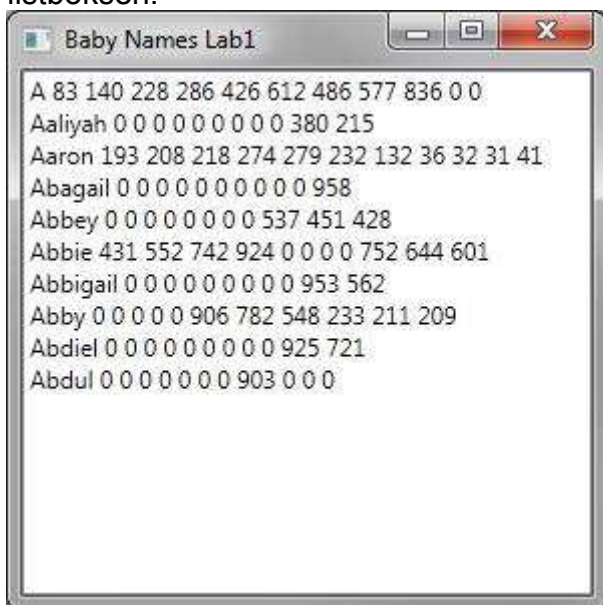 listboksen.
Baby Names Lab1
A 83 140 228 286 426 612 486 577 836 0 0
Aaliyah 0 0 0 0 0 0 0 0 0 380 215
Aaron 193 208 218 274 279 232 132 36 32 31 41
Abagail 0 0 0 0 0 0 0 0 0 0 958
Abbey 0 0 0 0 0 0 0 0 537 451 428
Abbie 431 552 742 924 0 0 0 0 752 644 601
Abbigail 0 0 0 0 0 0 0 0 0 953 562
Abby 0 0 0 0 0 906 782 548 233 211 209
Abdiel 0 0 0 0 0 0 0 0 0 925 721
Abdul 0 0 0 0 0 0 0 903 0 0 0